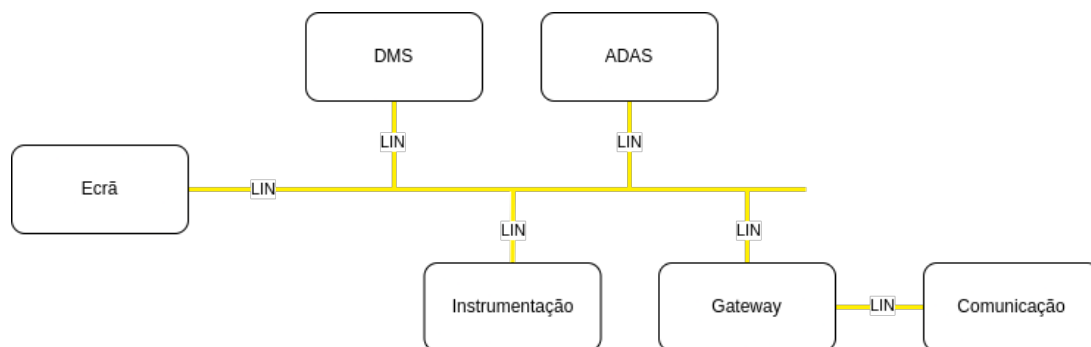 DMS
ADAS
LIN
LIN
Ecrã
LIN
LIN
LIN
Instrumentação
Gateway
LIN
Comunicação